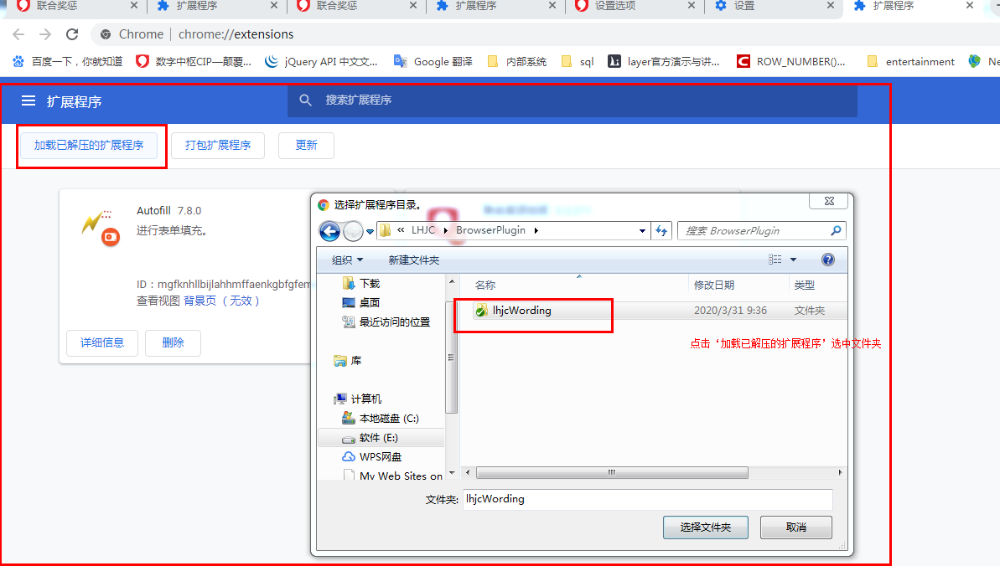 联合奖惩
扩展程序
联合奖惩
扩展程序
设置选项
设置
扩展程序
Chrome | chrome://extensions
百度一下，你就知道
数字中枢CIP—颠覆...
jQuery API 中文文...
Google 翻译
内部系统
sql
layer官方演示与讲...
ROW_NUMBER()...
entertainment
Ne
扩展程序
搜索扩展程序
加载已解压的扩展程序
打包扩展程序
更新
Autofill 7.8.0
进行表单填充。
ID：mgfknhllbijlahhmffaenkgbfgfem
查看视图 背景页 （无效）
详细信息
删除
选择扩展程序目录。
« LHJC ▸ BrowserPlugin ▸
搜索 BrowserPlugin
组织
新建文件夹
下载
桌面
最近访问的位置
库
计算机
本地磁盘 (C:)
软件 (E:)
WPS网盘
My Web Sites on
名称
修改日期
类型
lhjcWording
2020/3/31 9:36
文件夹
点击‘加载已解压的扩展程序’选中文件夹
文件夹:
lhjcWording
选择文件夹
取消